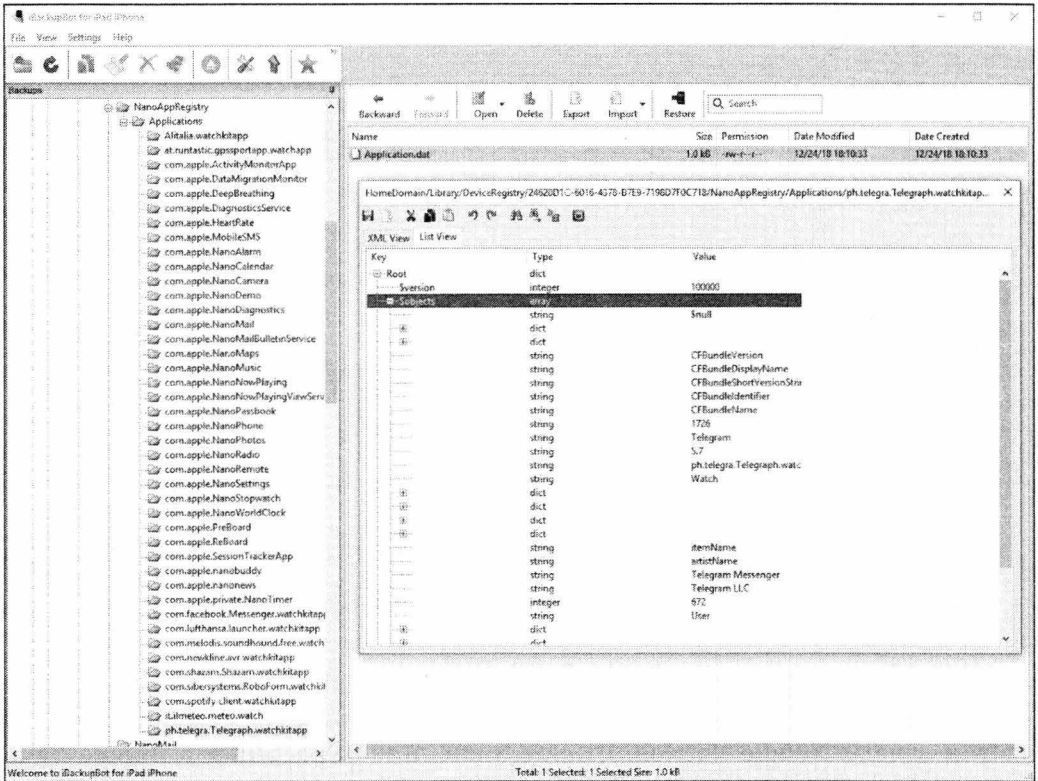 iBackupBot for iPad iPhone
File View Settings Help
Backups
NanoAppRegistry
Applications
Alitalia.watchkitapp
at.runtastic.gpssportapp.watchapp
com.apple.ActivityMonitorApp
com.apple.DataMigrationMonitor
com.apple.DeepBreathing
com.apple.DiagnosticsService
com.apple.HeartRate
com.apple.MobileSMS
com.apple.NanoAlarm
com.apple.NanoCalendar
com.apple.NanoCamera
com.apple.NanoDemo
com.apple.NanoDiagnostics
com.apple.NanoMail
com.apple.NanoMailBulletinService
com.apple.NanoMaps
com.apple.NanoMusic
com.apple.NanoNowPlaying
com.apple.NanoNowPlayingViewServ
com.apple.NanoPassbook
com.apple.NanoPhone
com.apple.NanoPhotos
com.apple.NanoRadio
com.apple.NanoRemote
com.apple.NanoSettings
com.apple.NanoStopwatch
com.apple.NanoWorldClock
com.apple.PreBoard
com.apple.ReBoard
com.apple.SessionTrackerApp
com.apple.nanobuddy
com.apple.nanonews
com.apple.private.NanoTimer
com.facebook.Messenger.watchkitapp
com.lufthansa.launcher.watchkitapp
com.melodis.soundhound.free.watch
com.newkline.avr.watchkitapp
com.shazam.Shazam.watchkitapp
com.sibersystems.RoboForm.watchkit
com.spotify.client.watchkitapp
it.ilmeteo.meteo.watch
ph.telegra.Telegraph.watchkitapp
NanoMail
Backward Forward Open Delete Export Import Restore Search
Name Size Permission Date Modified Date Created
Application.dat 1.0 kB -rw-r--r-- 12/24/18 18:10:33 12/24/18 18:10:33
HomeDomain/Library/DeviceRegistry/24620D1C-6016-4378-B7E9-7198D7F0C718/NanoAppRegistry/Applications/ph.telegra.Telegraph.watchkitap...
XML View List View
Key Type Value
Root dict
$version integer 100000
$objects array
string $null
dict
dict
string CFBundleVersion
string CFBundleDisplayName
string CFBundleShortVersionStrin
string CFBundleIdentifier
string CFBundleName
string 1726
string Telegram
string 5.7
string ph.telegra.Telegraph.watc
string Watch
dict
dict
dict
dict
string itemName
string artistName
string Telegram Messenger
string Telegram LLC
integer 672
string User
dict
dict
Welcome to iBackupBot for iPad iPhone Total: 1 Selected: 1 Selected Size: 1.0 kB